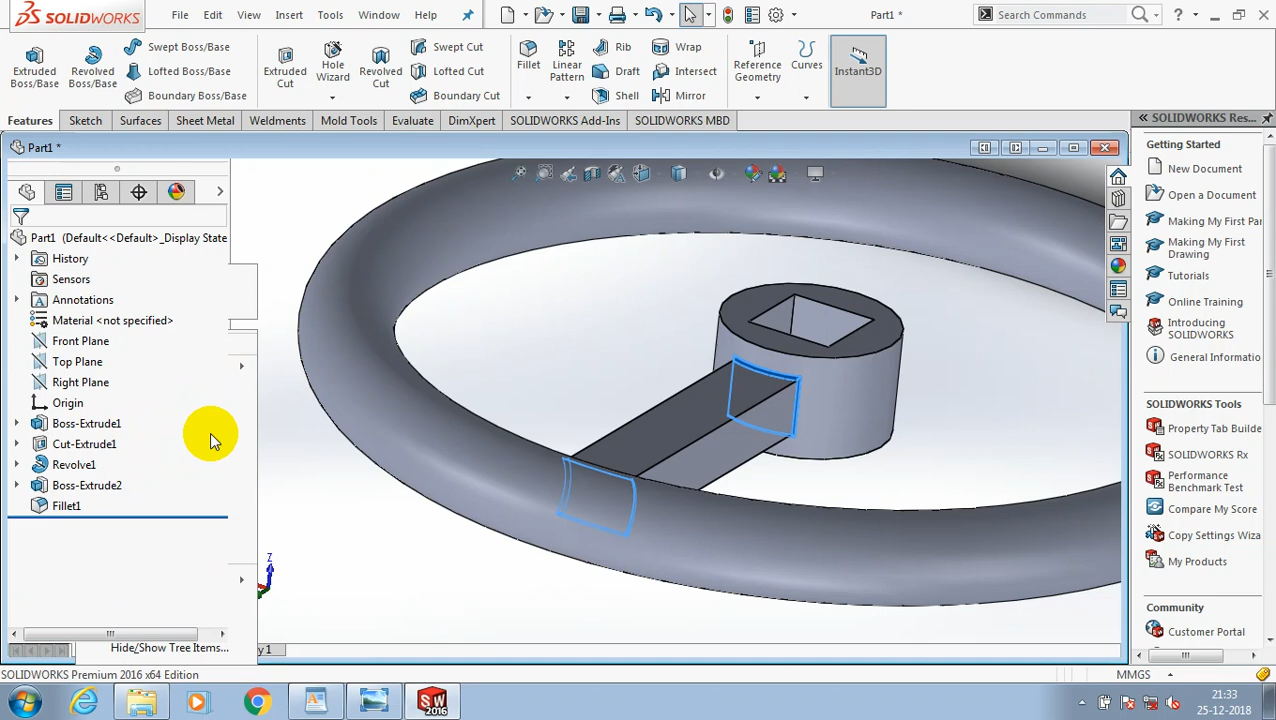 SOLIDWORKS File Edit View Insert Tools Window Help Part1 * Search Commands ?
Extruded Boss/Base
Revolved Boss/Base
Swept Boss/Base
Lofted Boss/Base
Boundary Boss/Base
Extruded Cut
Hole Wizard
Revolved Cut
Swept Cut
Lofted Cut
Boundary Cut
Fillet
Linear Pattern
Rib
Draft
Shell
Wrap
Intersect
Mirror
Reference Geometry
Curves
Instant3D
Features Sketch Surfaces Sheet Metal Weldments Mold Tools Evaluate DimXpert SOLIDWORKS Add-Ins SOLIDWORKS MBD
Part1 *
Part1 (Default<<Default>_Display State
History
Sensors
Annotations
Material <not specified>
Front Plane
Top Plane
Right Plane
Origin
Boss-Extrude1
Cut-Extrude1
Revolve1
Boss-Extrude2
Fillet1
Hide/Show Tree Items...
Z
SOLIDWORKS Res...
Getting Started
New Document
Open a Document
Making My First Par
Making My First Drawing
Tutorials
Online Training
Introducing SOLIDWORKS
General Informatio
SOLIDWORKS Tools
Property Tab Builde
SOLIDWORKS Rx
Performance Benchmark Test
Compare My Score
Copy Settings Wiza
My Products
Community
Customer Portal
SOLIDWORKS Premium 2016 x64 Edition
MMGS
SW 2016
21:33
25-12-2018